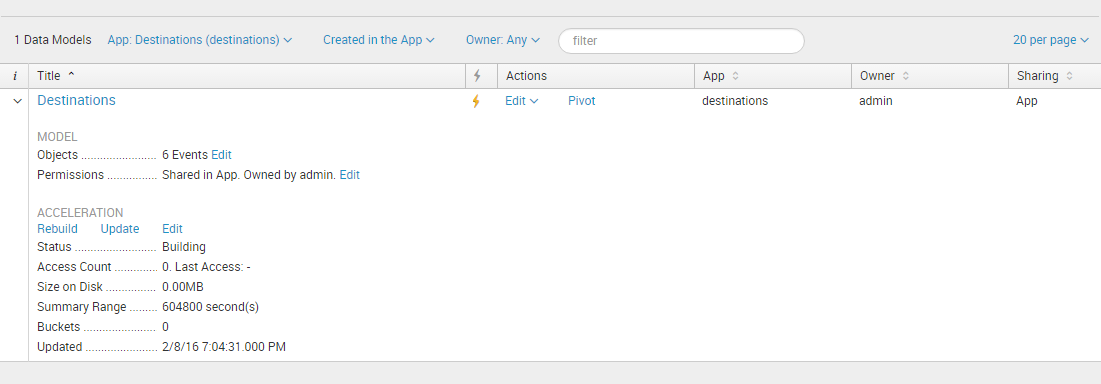 1 Data Models App: Destinations (destinations) Created in the App Owner: Any filter 20 per page
i Title Actions App Owner Sharing
Destinations Edit Pivot destinations admin App
MODEL
Objects ........................ 6 Events Edit
Permissions ................ Shared in App. Owned by admin. Edit
ACCELERATION
Rebuild Update Edit
Status .......................... Building
Access Count .............. 0. Last Access: -
Size on Disk ................ 0.00MB
Summary Range ......... 604800 second(s)
Buckets ....................... 0
Updated ....................... 2/8/16 7:04:31.000 PM